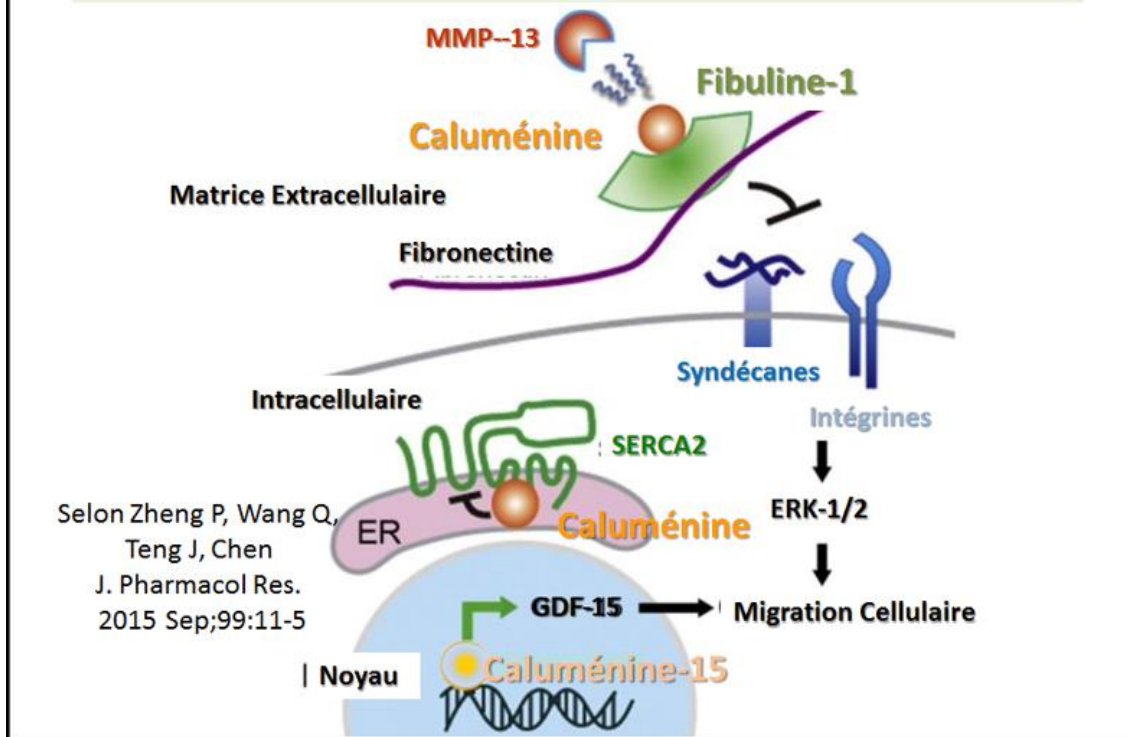 MMP--13
Fibuline-1
Caluménine
Matrice Extracellulaire
Fibronectine
Syndécanes
Intracellulaire
Intégrines
SERCA2
Selon Zheng P, Wang Q,
Teng J, Chen
J. Pharmacol Res.
2015 Sep;99:11-5
ER
Caluménine
ERK-1/2
GDF-15
Migration Cellulaire
Noyau
Caluménine-15